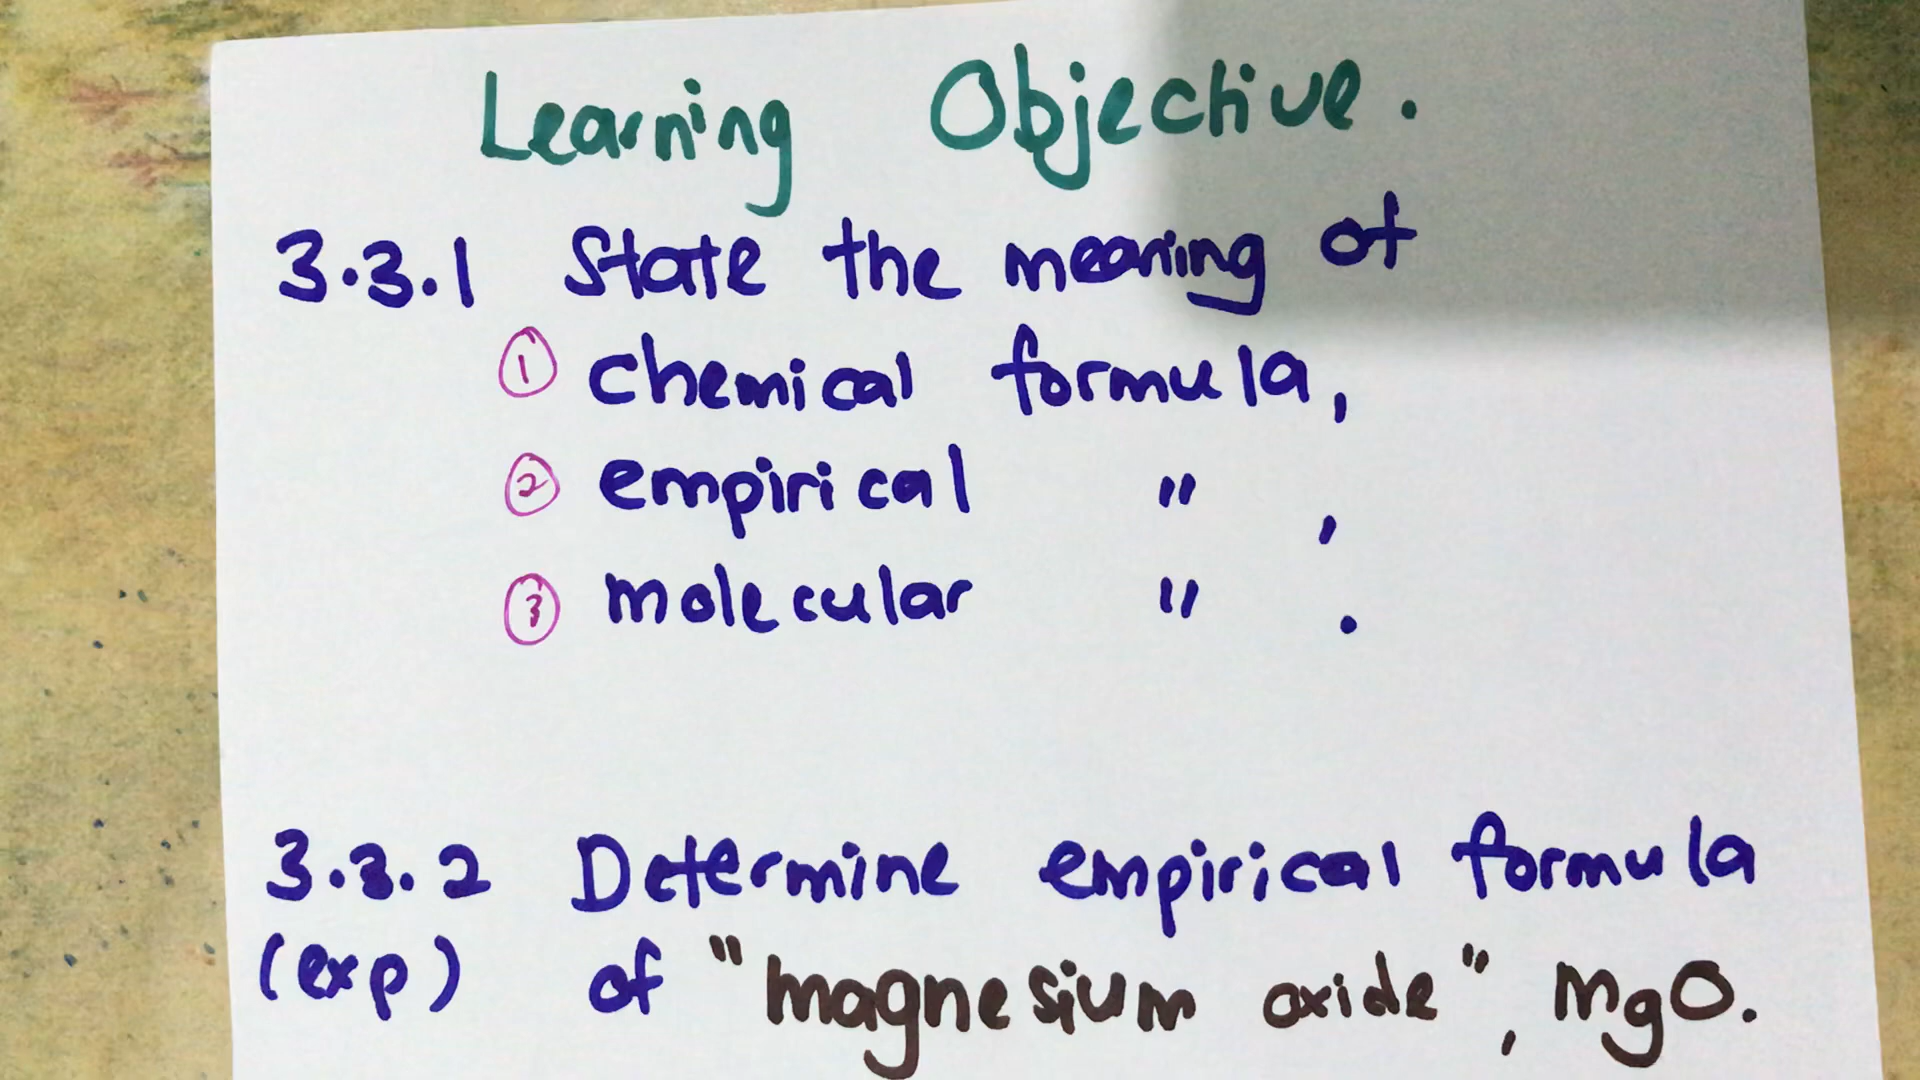 Learning Objective.
3.3.1 State the meaning of
① chemical formula,
② empirical " ,
③ molecular " .
3.3.2 Determine empirical formula
(exp) of "magnesium oxide", MgO.